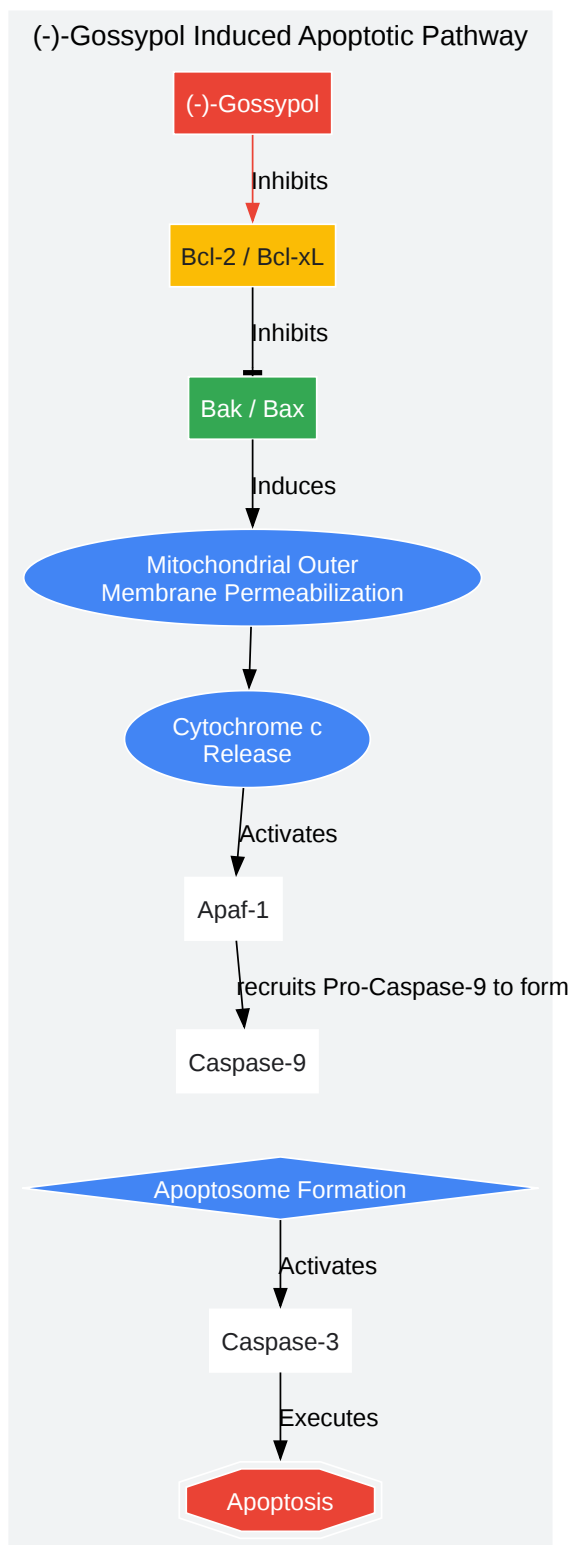 (-)-Gossypol Induced Apoptotic Pathway
(-)-Gossypol
Inhibits
Bcl-2 / Bcl-xL
Inhibits
Bak / Bax
Induces
Mitochondrial Outer
Membrane Permeabilization
Cytochrome c
Release
Activates
Apaf-1
recruits Pro-Caspase-9 to form
Caspase-9
Apoptosome Formation
Activates
Caspase-3
Executes
Apoptosis